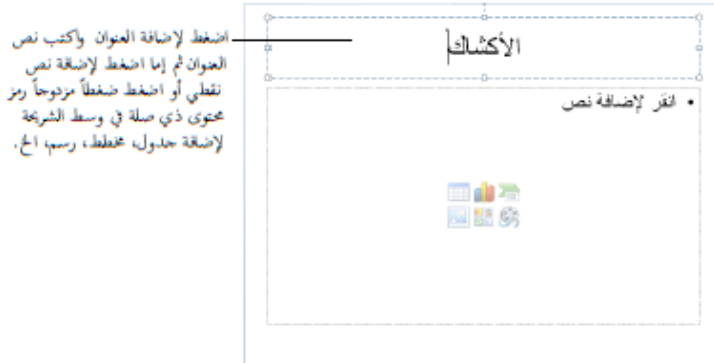 اضغط لإضافة العنوان واكتب نص
العنوان ثم إما اضغط لإضافة نص
نقطي أو اضغط ضغطاً مزدوجاً رمز
محتوى ذي صلة في وسط الشريحة
لإضافة جدول، مخطط، رسم، الخ.
الأكشاك
• انقر لإضافة نص